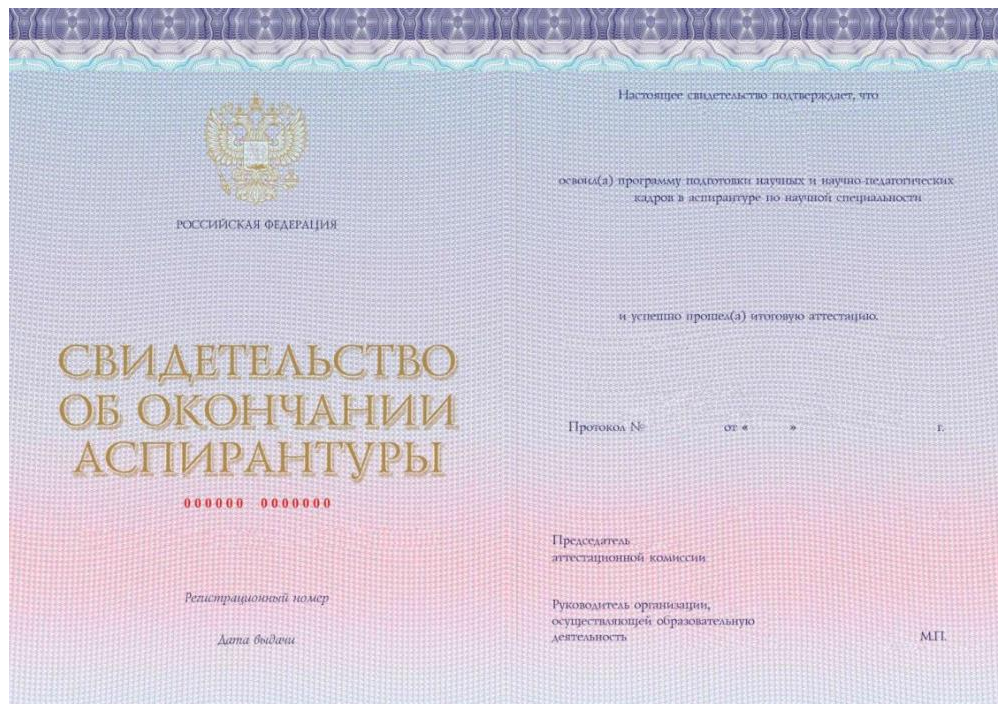 РОССИЙСКАЯ ФЕДЕРАЦИЯ
СВИДЕТЕЛЬСТВО
ОБ ОКОНЧАНИИ
АСПИРАНТУРЫ
000000 0000000
Регистрационный номер
Дата выдачи
Настоящее свидетельство подтверждает, что
освоил(а) программу подготовки научных и научно-педагогических
кадров в аспирантуре по научной специальности
и успешно прошел(а) итоговую аттестацию.
Протокол № от « » г.
Председатель
аттестационной комиссии
Руководитель организации,
осуществляющей образовательную
деятельность М.П.